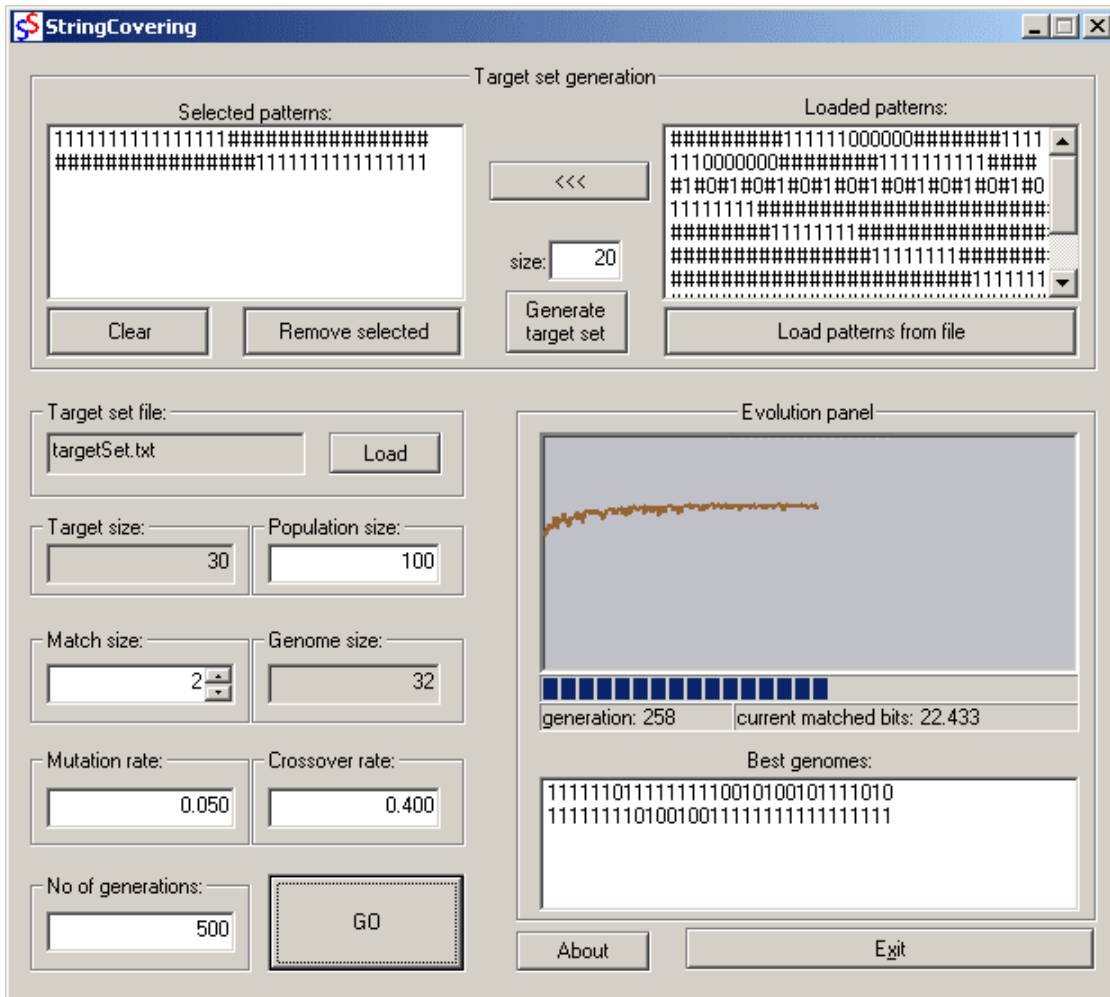 StringCovering
Target set generation
Selected patterns:
1111111111111111################
################1111111111111111
<<<
size: 20
Generate
target set
Loaded patterns:
#########111111000000#######1111
1110000000########1111111111####
#1#0#1#0#1#0#1#0#1#0#1#0#1#0#1#0
11111111#######################
########11111111###############
################11111111#######
########################1111111
Clear
Remove selected
Load patterns from file
Target set file:
targetSet.txt
Load
Target size:
30
Population size:
100
Match size:
2
Genome size:
32
Mutation rate:
0.050
Crossover rate:
0.400
No of generations:
500
GO
Evolution panel
generation: 258
current matched bits: 22.433
Best genomes:
11111101111111110010100101111010
11111111010010011111111111111111
About
Exit